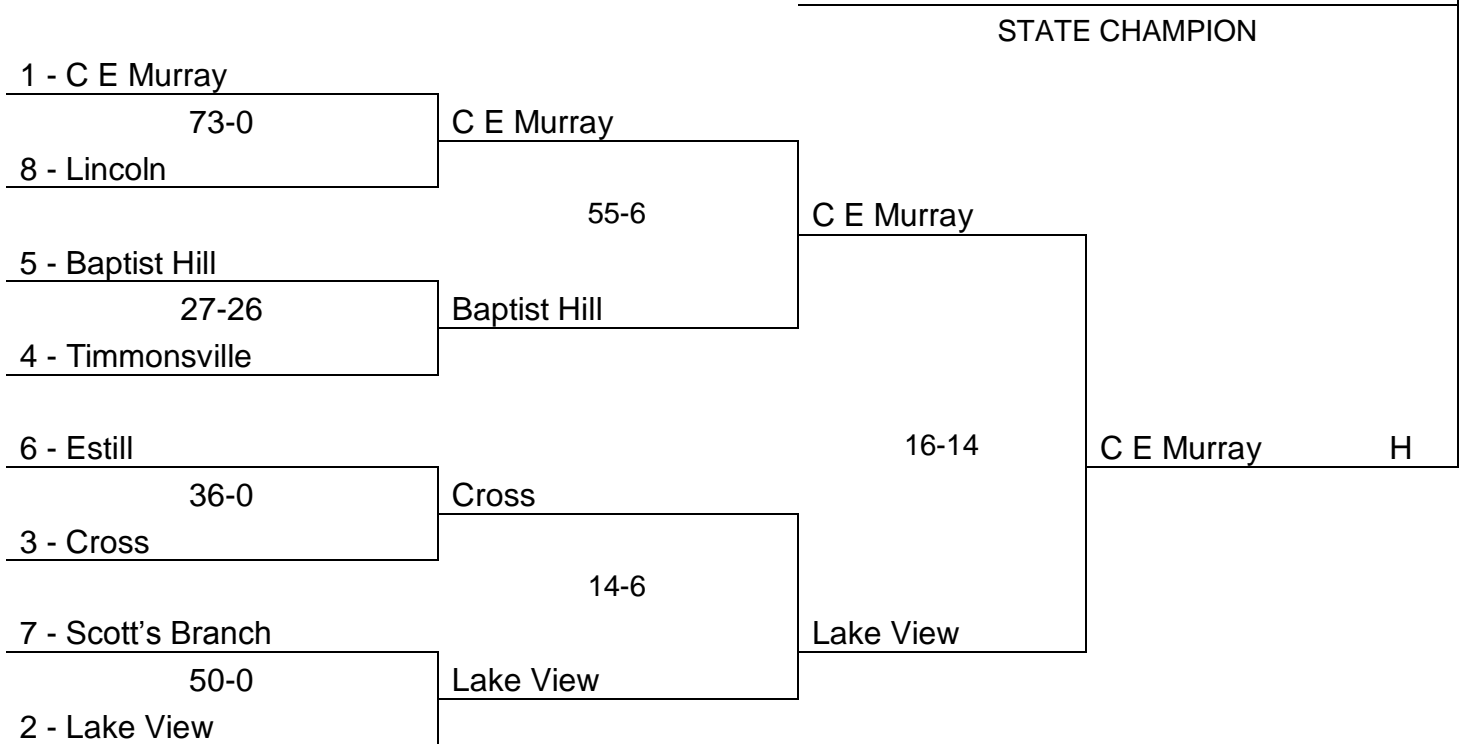 STATE CHAMPION
1 - C E Murray
73-0
C E Murray
8 - Lincoln
55-6
C E Murray
5 - Baptist Hill
27-26
Baptist Hill
4 - Timmonsville
6 - Estill
16-14
C E Murray H
36-0
Cross
3 - Cross
14-6
7 - Scott’s Branch
Lake View
50-0
Lake View
2 - Lake View